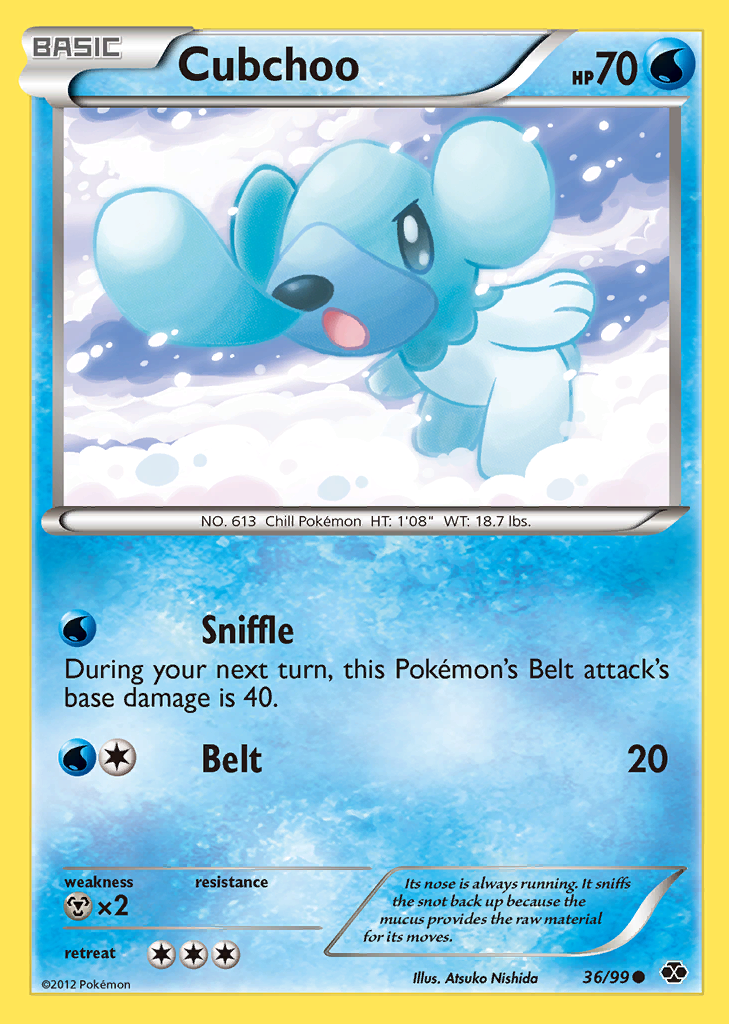 BASIC
Cubchoo
HP70
NO. 613 Chill Pokémon HT: 1'08" WT: 18.7 lbs.
Sniffle
During your next turn, this Pokémon's Belt attack's
base damage is 40.
Belt 20
weakness resistance
×2
retreat
Its nose is always running. It sniffs
the snot back up because the
mucus provides the raw material
for its moves.
©2012 Pokémon
Illus. Atsuko Nishida
36/99